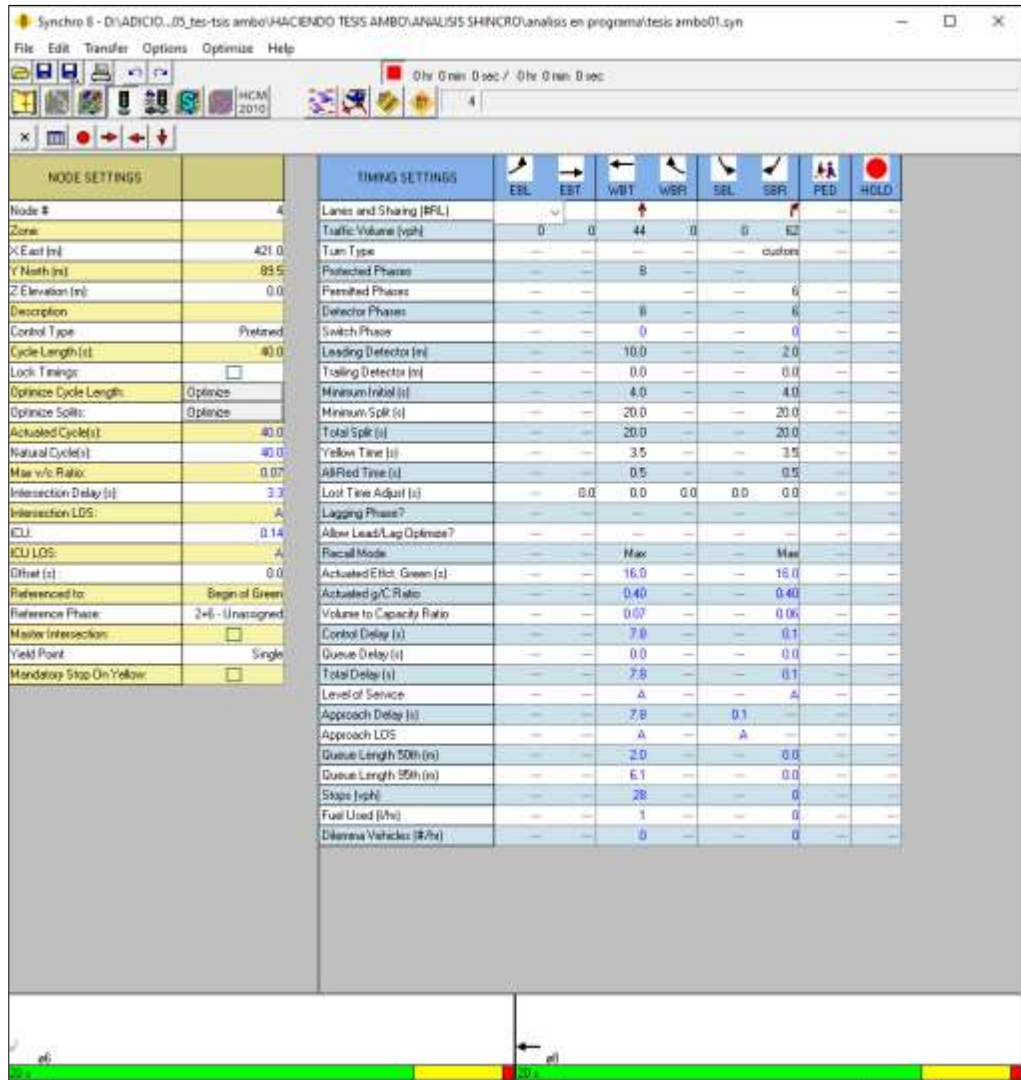 Synchro 8 - D:\ADICIO...05_tes-tsis ambo\HACIENDO TESIS AMBO\ANALISIS SHINCRO\analisis en programa\tesis ambo01.syn
File Edit Transfer Options Optimize Help
0 hr 0 min 0 sec / 0 hr 0 min 0 sec
HCM 2010
4
NODE SETTINGS
Node # 4
Zone:
X East (m): 421.0
Y North (m): 89.5
Z Elevation (m): 0.0
Description
Control Type Pretimed
Cycle Length (s): 40.0
Lock Timings:
Optimize Cycle Length: Optimize
Optimize Splits: Optimize
Actuated Cycle(s): 40.0
Natural Cycle(s): 40.0
Max v/c Ratio: 0.07
Intersection Delay (s): 3.3
Intersection LOS: A
ICU: 0.14
ICU LOS: A
Offset (s) : 0.0
Referenced to: Begin of Green
Reference Phase: 2+6 - Unassigned
Master Intersection:
Yield Point: Single
Mandatory Stop On Yellow:
TIMING SETTINGS EBL EBT WBT WBR SBL SBR PED HOLD
Lanes and Sharing (#RL) — —
Traffic Volume (vph) 0 0 44 0 0 62 — —
Turn Type — — — — — custom — —
Protected Phases 8 — —
Permitted Phases — — — — 6 — —
Detector Phases — — 8 — — 6 — —
Switch Phase — — 0 — — 0 — —
Leading Detector (m) — — 10.0 — — 2.0 — —
Trailing Detector (m) — — 0.0 — — 0.0 — —
Minimum Initial (s) — — 4.0 — — 4.0 — —
Minimum Split (s) — — 20.0 — — 20.0 — —
Total Split (s) — — 20.0 — — 20.0 — —
Yellow Time (s) — — 3.5 — — 3.5 — —
All-Red Time (s) — — 0.5 — — 0.5 — —
Lost Time Adjust (s) — 0.0 0.0 0.0 0.0 0.0 — —
Lagging Phase? — — — — — — — —
Allow Lead/Lag Optimize? — — — — — — — —
Recall Mode — — Max — — Max — —
Actuated Effct. Green (s) — — 16.0 — — 16.0 — —
Actuated g/C Ratio — — 0.40 — — 0.40 — —
Volume to Capacity Ratio — — 0.07 — — 0.06 — —
Control Delay (s) — — 7.8 — — 0.1 — —
Queue Delay (s) — — 0.0 — — 0.0 — —
Total Delay (s) — — 7.8 — — 0.1 — —
Level of Service — — A — — A — —
Approach Delay (s) — — 7.8 — 0.1 — — —
Approach LOS — — A — A — — —
Queue Length 50th (m) — — 2.0 — — 0.0 — —
Queue Length 95th (m) — — 6.1 — — 0.0 — —
Stops (vph) — — 28 — — 0 — —
Fuel Used (l/hr) — — 1 — — 0 — —
Dilemma Vehicles (#/hr) — — 0 — — 0 — —
ø6 ø8
20 s 20 s